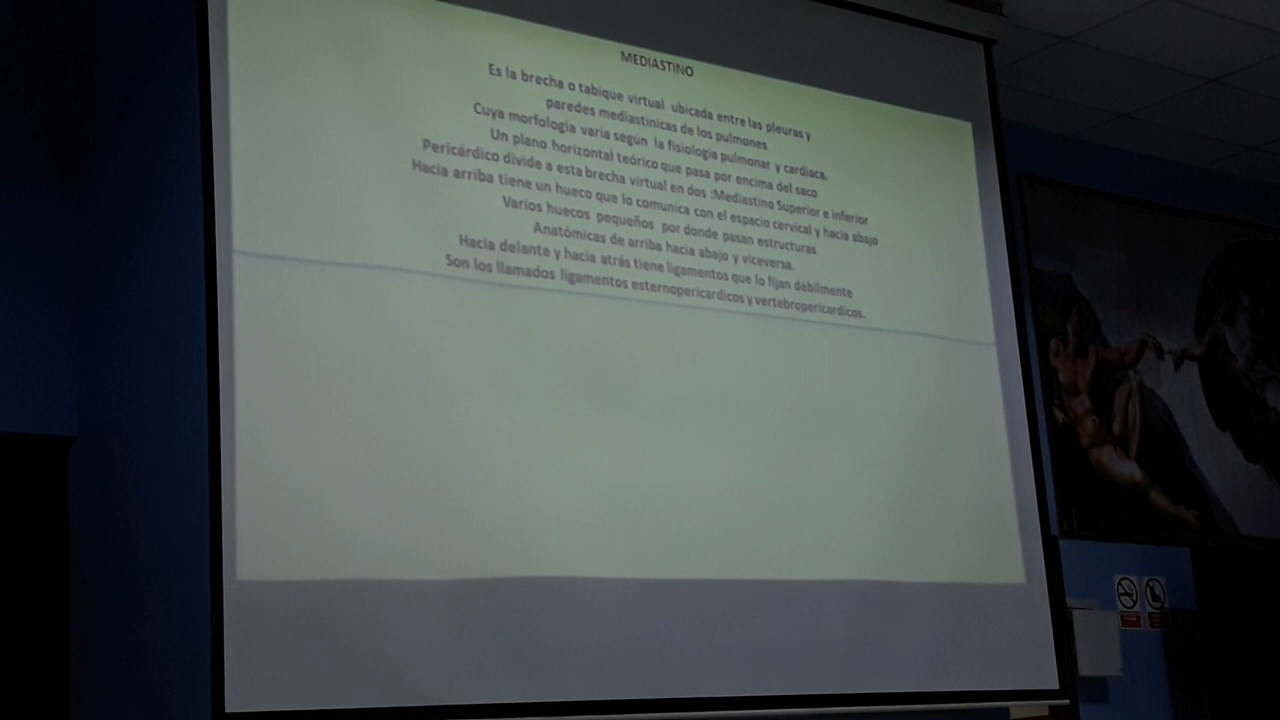 MEDIASTINO
Es la brecha o tabique virtual ubicada entre las pleuras y
paredes mediastinicas de los pulmones
Cuya morfología varia según la fisiología pulmonar y cardiaca.
Un plano horizontal teórico que pasa por encima del saco
Pericárdico divide a esta brecha virtual en dos :Mediastino Superior e inferior
Hacia arriba tiene un hueco que lo comunica con el espacio cervical y hacia abajo
Varios huecos pequeños por donde pasan estructuras
Anatómicas de arriba hacia abajo y viceversa.
Hacia delante y hacia atrás tiene ligamentos que lo fijan débilmente
Son los llamados ligamentos esternopericardicos y vertebropericardicos.